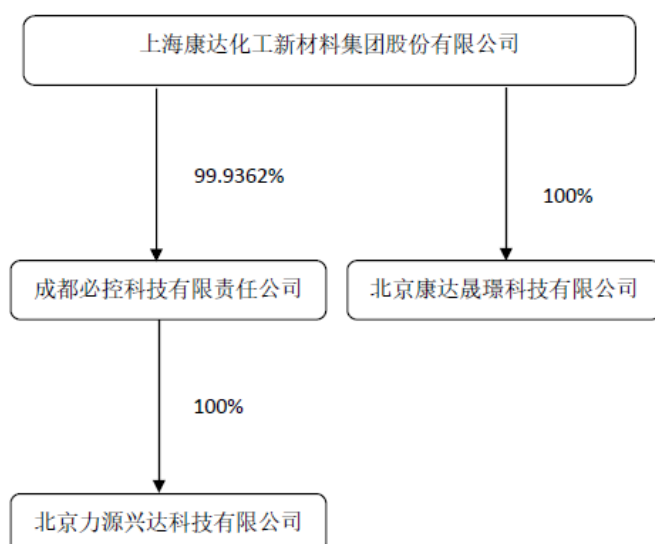 上海康达化工新材料集团股份有限公司
99.9362%
100%
成都必控科技有限责任公司
北京康达晟璟科技有限公司
100%
北京力源兴达科技有限公司